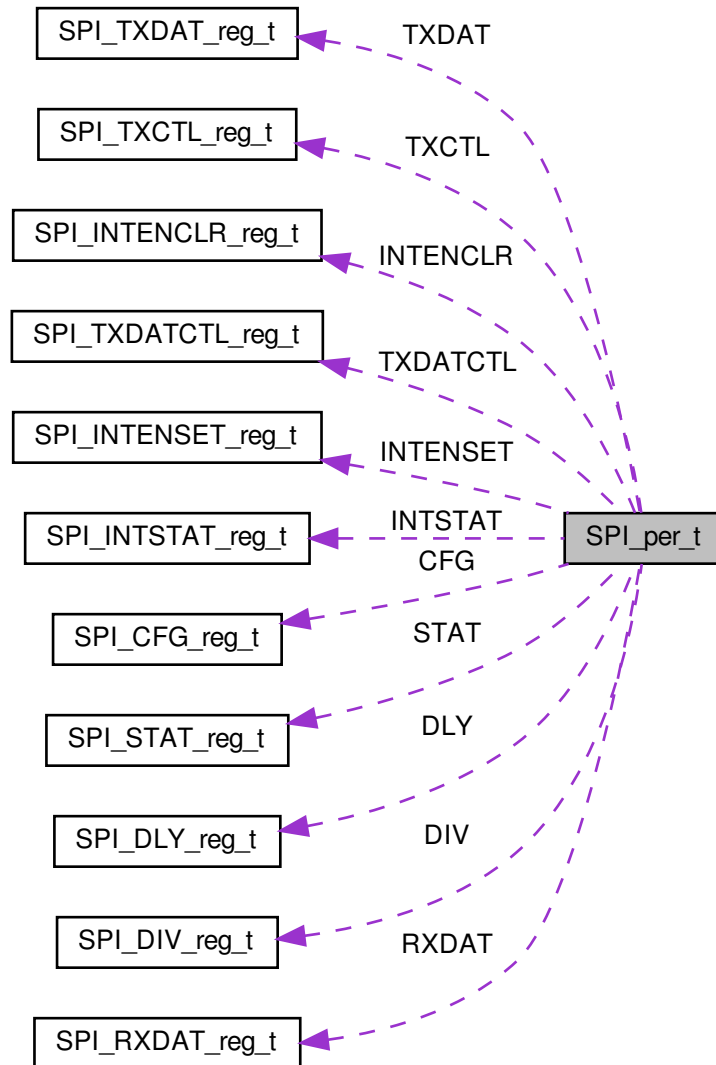 SPI_TXDAT_reg_t
TXDAT
SPI_TXCTL_reg_t
TXCTL
SPI_INTENCLR_reg_t
INTENCLR
SPI_TXDATCTL_reg_t
TXDATCTL
SPI_INTENSET_reg_t
INTENSET
SPI_INTSTAT_reg_t
INTSTAT
SPI_per_t
CFG
SPI_CFG_reg_t
STAT
SPI_STAT_reg_t
DLY
SPI_DLY_reg_t
DIV
SPI_DIV_reg_t
RXDAT
SPI_RXDAT_reg_t